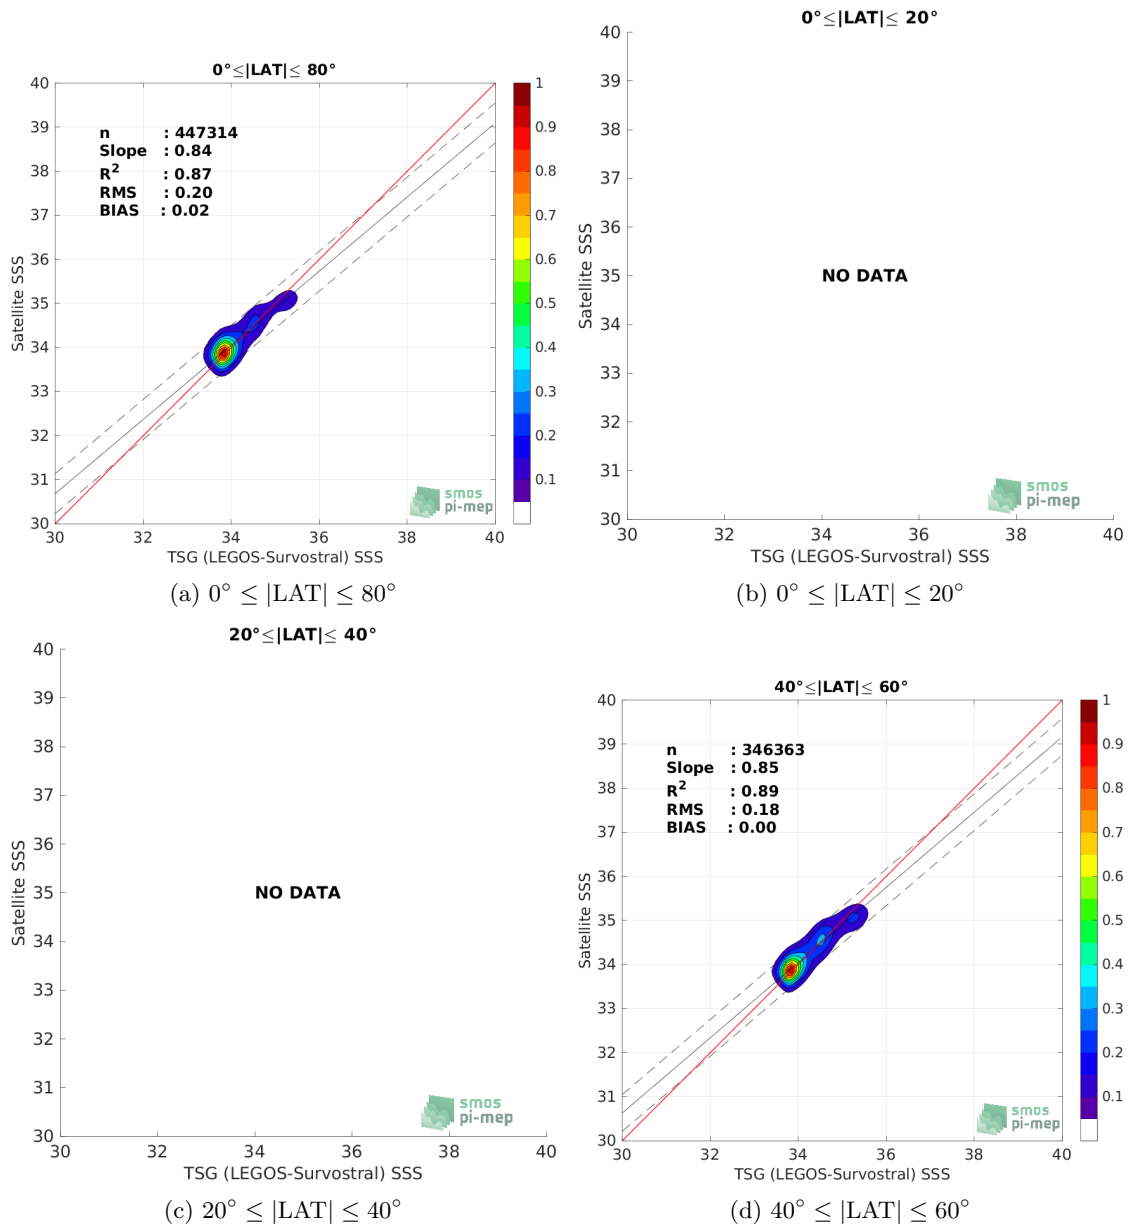 0°≤|LAT|≤ 80°
40
39
38
37
36
35
34
33
32
31
30
Satellite SSS
n : 447314
Slope : 0.84
R² : 0.87
RMS : 0.20
BIAS : 0.02
smos
pi-mep
30 32 34 36 38 40
TSG (LEGOS-Survostral) SSS
1
0.9
0.8
0.7
0.6
0.5
0.4
0.3
0.2
0.1
(a) 0° ≤ |LAT| ≤ 80°
0°≤|LAT|≤ 20°
40
39
38
37
36
35
34
33
32
31
30
Satellite SSS
NO DATA
smos
pi-mep
30 32 34 36 38 40
TSG (LEGOS-Survostral) SSS
(b) 0° ≤ |LAT| ≤ 20°
20°≤|LAT|≤ 40°
40
39
38
37
36
35
34
33
32
31
30
Satellite SSS
NO DATA
smos
pi-mep
30 32 34 36 38 40
TSG (LEGOS-Survostral) SSS
(c) 20° ≤ |LAT| ≤ 40°
40°≤|LAT|≤ 60°
40
39
38
37
36
35
34
33
32
31
30
Satellite SSS
n : 346363
Slope : 0.85
R² : 0.89
RMS : 0.18
BIAS : 0.00
smos
pi-mep
30 32 34 36 38 40
TSG (LEGOS-Survostral) SSS
1
0.9
0.8
0.7
0.6
0.5
0.4
0.3
0.2
0.1
(d) 40° ≤ |LAT| ≤ 60°